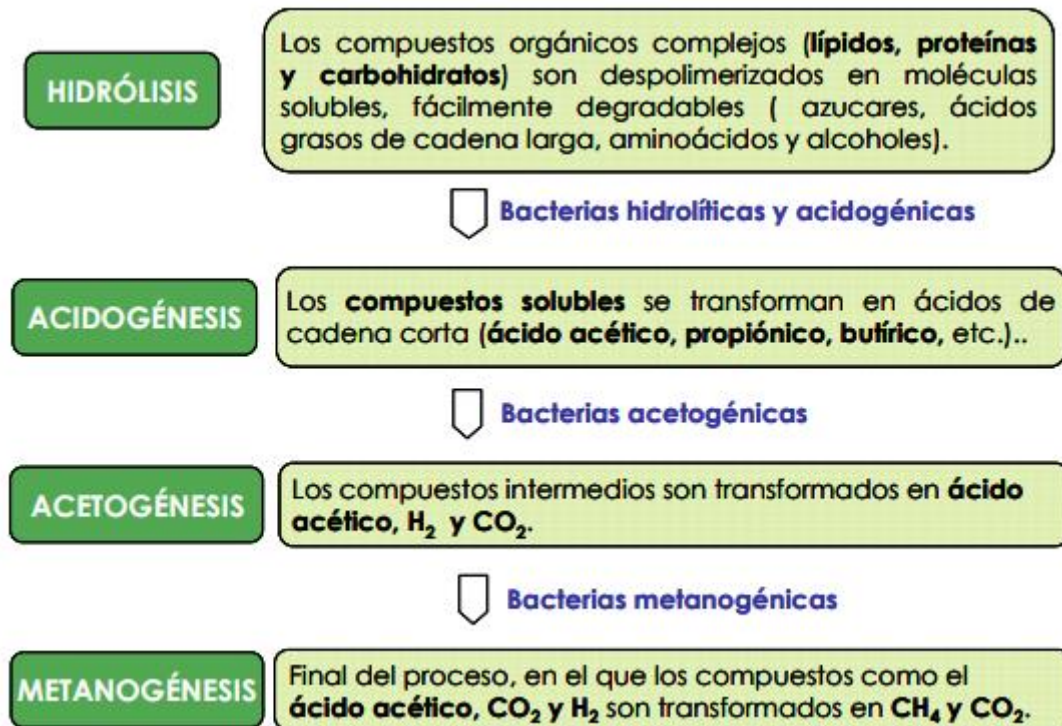 HIDRÓLISIS
Los compuestos orgánicos complejos (lípidos, proteínas
y carbohidratos) son despolimerizados en moléculas
solubles, fácilmente degradables ( azucares, ácidos
grasos de cadena larga, aminoácidos y alcoholes).
Bacterias hidrolíticas y acidogénicas
ACIDOGÉNESIS
Los compuestos solubles se transforman en ácidos de
cadena corta (ácido acético, propiónico, butírico, etc.)..
Bacterias acetogénicas
ACETOGÉNESIS
Los compuestos intermedios son transformados en ácido
acético, H₂ y CO₂.
Bacterias metanogénicas
METANOGÉNESIS
Final del proceso, en el que los compuestos como el
ácido acético, CO₂ y H₂ son transformados en CH₄ y CO₂.